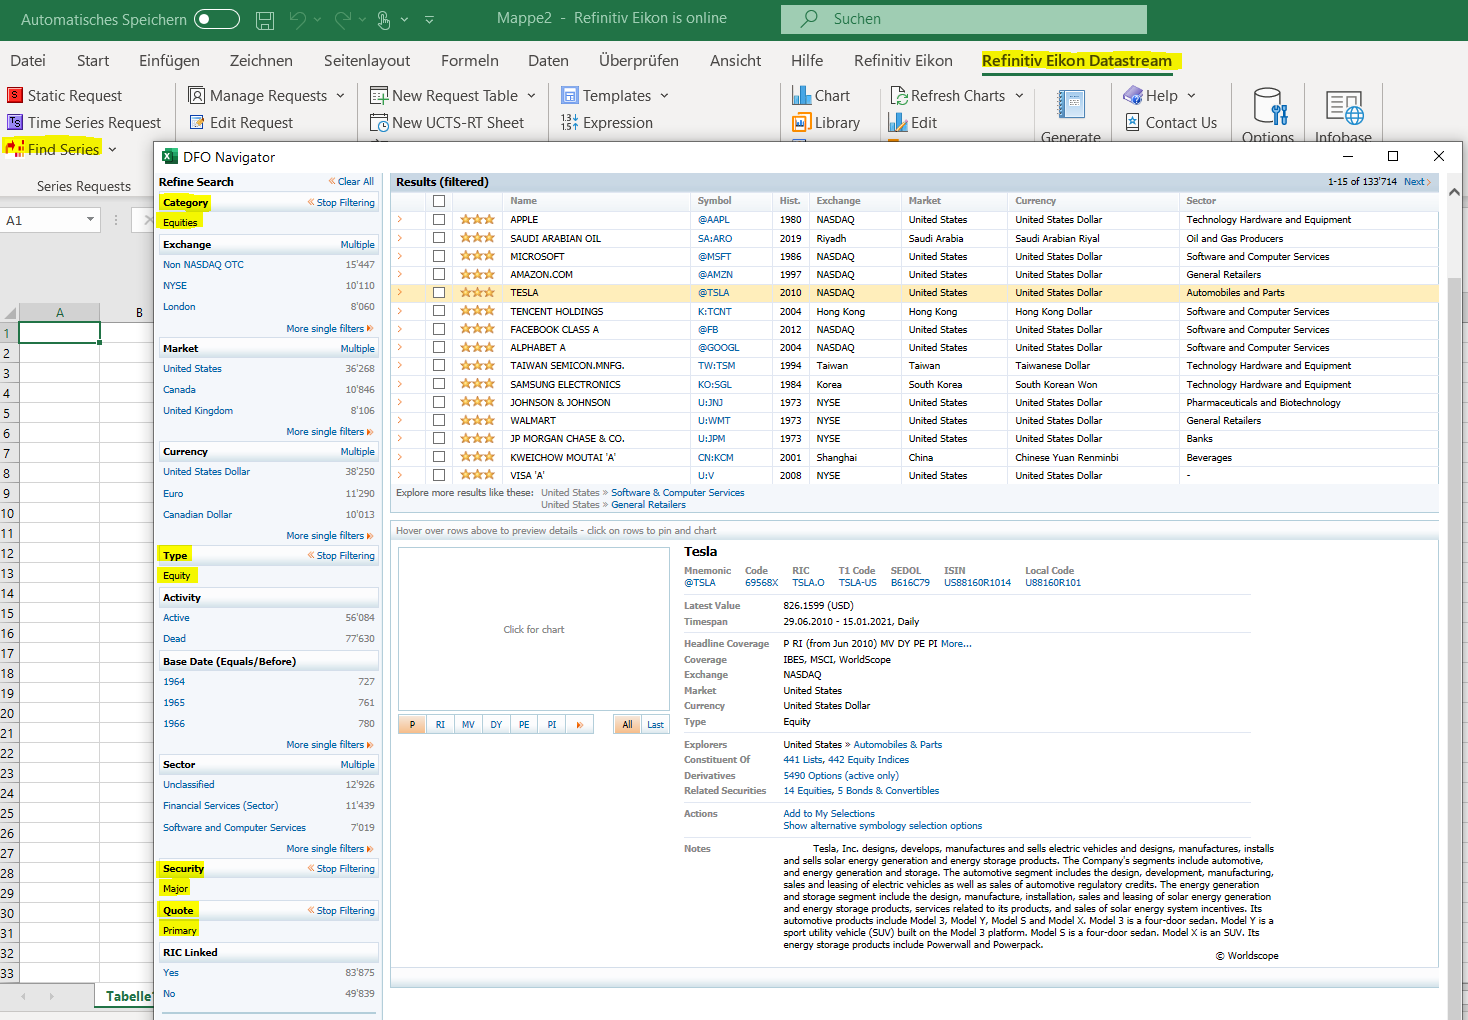 Automatisches Speichern
Mappe2 - Refinitiv Eikon is online
Suchen
Datei Start Einfügen Zeichnen Seitenlayout Formeln Daten Überprüfen Ansicht Hilfe Refinitiv Eikon Refinitiv Eikon Datastream
Static Request Manage Requests New Request Table Templates Chart Refresh Charts Help
Time Series Request Edit Request New UCTS-RT Sheet Expression Library Edit Contact Us
Generate Options Infobase
Find Series
Series Requests
A1
A B
1
2
3
4
5
6
7
8
9
10
11
12
13
14
15
16
17
18
19
20
21
22
23
24
25
26
27
28
29
30
31
32
33
Tabelle
DFO Navigator
Refine Search « Clear All
Category « Stop Filtering
Equities
Exchange Multiple
Non NASDAQ OTC 15'447
NYSE 10'110
London 8'060
More single filters
Market Multiple
United States 36'268
Canada 10'846
United Kingdom 8'106
More single filters
Currency Multiple
United States Dollar 38'250
Euro 11'290
Canadian Dollar 10'013
More single filters
Type « Stop Filtering
Equity
Activity
Active 56'084
Dead 77'630
Base Date (Equals/Before)
1964 727
1965 761
1966 780
More single filters
Sector Multiple
Unclassified 12'926
Financial Services (Sector) 11'439
Software and Computer Services 7'019
More single filters
Security « Stop Filtering
Major
Quote « Stop Filtering
Primary
RIC Linked
Yes 83'875
No 49'839
Results (filtered) 1-15 of 133'714 Next
Name Symbol Hist. Exchange Market Currency Sector
APPLE @AAPL 1980 NASDAQ United States United States Dollar Technology Hardware and Equipment
SAUDI ARABIAN OIL SA:ARO 2019 Riyadh Saudi Arabia Saudi Arabian Riyal Oil and Gas Producers
MICROSOFT @MSFT 1986 NASDAQ United States United States Dollar Software and Computer Services
AMAZON.COM @AMZN 1997 NASDAQ United States United States Dollar General Retailers
TESLA @TSLA 2010 NASDAQ United States United States Dollar Automobiles and Parts
TENCENT HOLDINGS K:TCNT 2004 Hong Kong Hong Kong Hong Kong Dollar Software and Computer Services
FACEBOOK CLASS A @FB 2012 NASDAQ United States United States Dollar Software and Computer Services
ALPHABET A @GOOGL 2004 NASDAQ United States United States Dollar Software and Computer Services
TAIWAN SEMICON.MNFG. TW:TSM 1994 Taiwan Taiwan Taiwanese Dollar Technology Hardware and Equipment
SAMSUNG ELECTRONICS KO:SGL 1984 Korea South Korea South Korean Won Technology Hardware and Equipment
JOHNSON & JOHNSON U:JNJ 1973 NYSE United States United States Dollar Pharmaceuticals and Biotechnology
WALMART U:WMT 1973 NYSE United States United States Dollar General Retailers
JP MORGAN CHASE & CO. U:JPM 1973 NYSE United States United States Dollar Banks
KWEICHOW MOUTAI 'A' CN:KCM 2001 Shanghai China Chinese Yuan Renminbi Beverages
VISA 'A' U:V 2008 NYSE United States United States Dollar -
Explore more results like these: United States » Software & Computer Services
United States » General Retailers
Hover over rows above to preview details - click on rows to pin and chart
Click for chart
P RI MV DY PE PI All Last
Tesla
Mnemonic Code RIC T1 Code SEDOL ISIN Local Code
@TSLA 69568X TSLA.O TSLA-US B616C79 US88160R1014 U88160R101
Latest Value 826.1599 (USD)
Timespan 29.06.2010 - 15.01.2021, Daily
Headline Coverage P RI (from Jun 2010) MV DY PE PI More...
Coverage IBES, MSCI, WorldScope
Exchange NASDAQ
Market United States
Currency United States Dollar
Type Equity
Explorers United States » Automobiles & Parts
Constituent Of 441 Lists, 442 Equity Indices
Derivatives 5490 Options (active only)
Related Securities 14 Equities, 5 Bonds & Convertibles
Actions Add to My Selections
Show alternative symbology selection options
Notes Tesla, Inc. designs, develops, manufactures and sells electric vehicles and designs, manufactures, installs
and sells solar energy generation and energy storage products. The Company's segments include automotive,
and energy generation and storage. The automotive segment includes the design, development, manufacturing,
sales and leasing of electric vehicles as well as sales of automotive regulatory credits. The energy generation
and storage segment include the design, manufacture, installation, sales and leasing of solar energy generation
and energy storage products, services related to its products, and sales of solar energy system incentives. Its
automotive products include Model 3, Model Y, Model S and Model X. Model 3 is a four-door sedan. Model Y is a
sport utility vehicle (SUV) built on the Model 3 platform. Model S is a four-door sedan. Model X is an SUV. Its
energy storage products include Powerwall and Powerpack.
© Worldscope